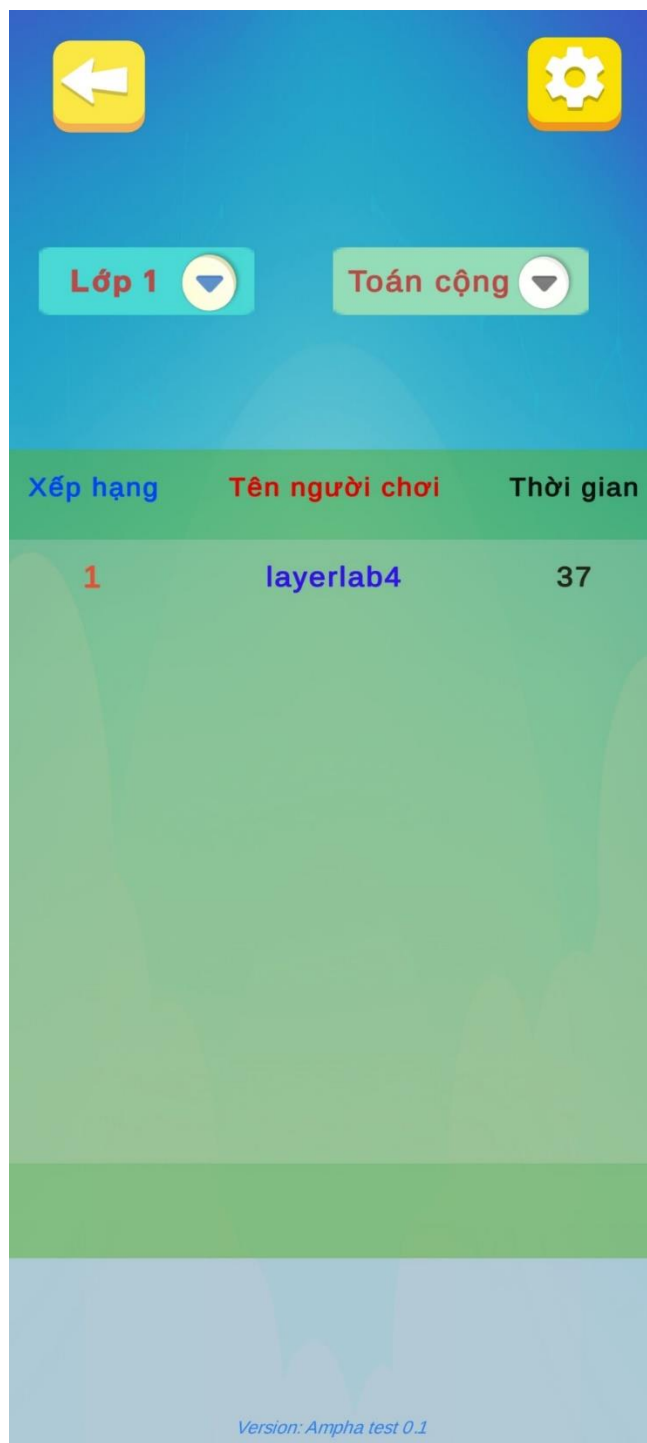 Lớp 1 Toán cộng
Xếp hạng Tên người chơi Thời gian
1 layerlab4 37
Version: Ampha test 0.1